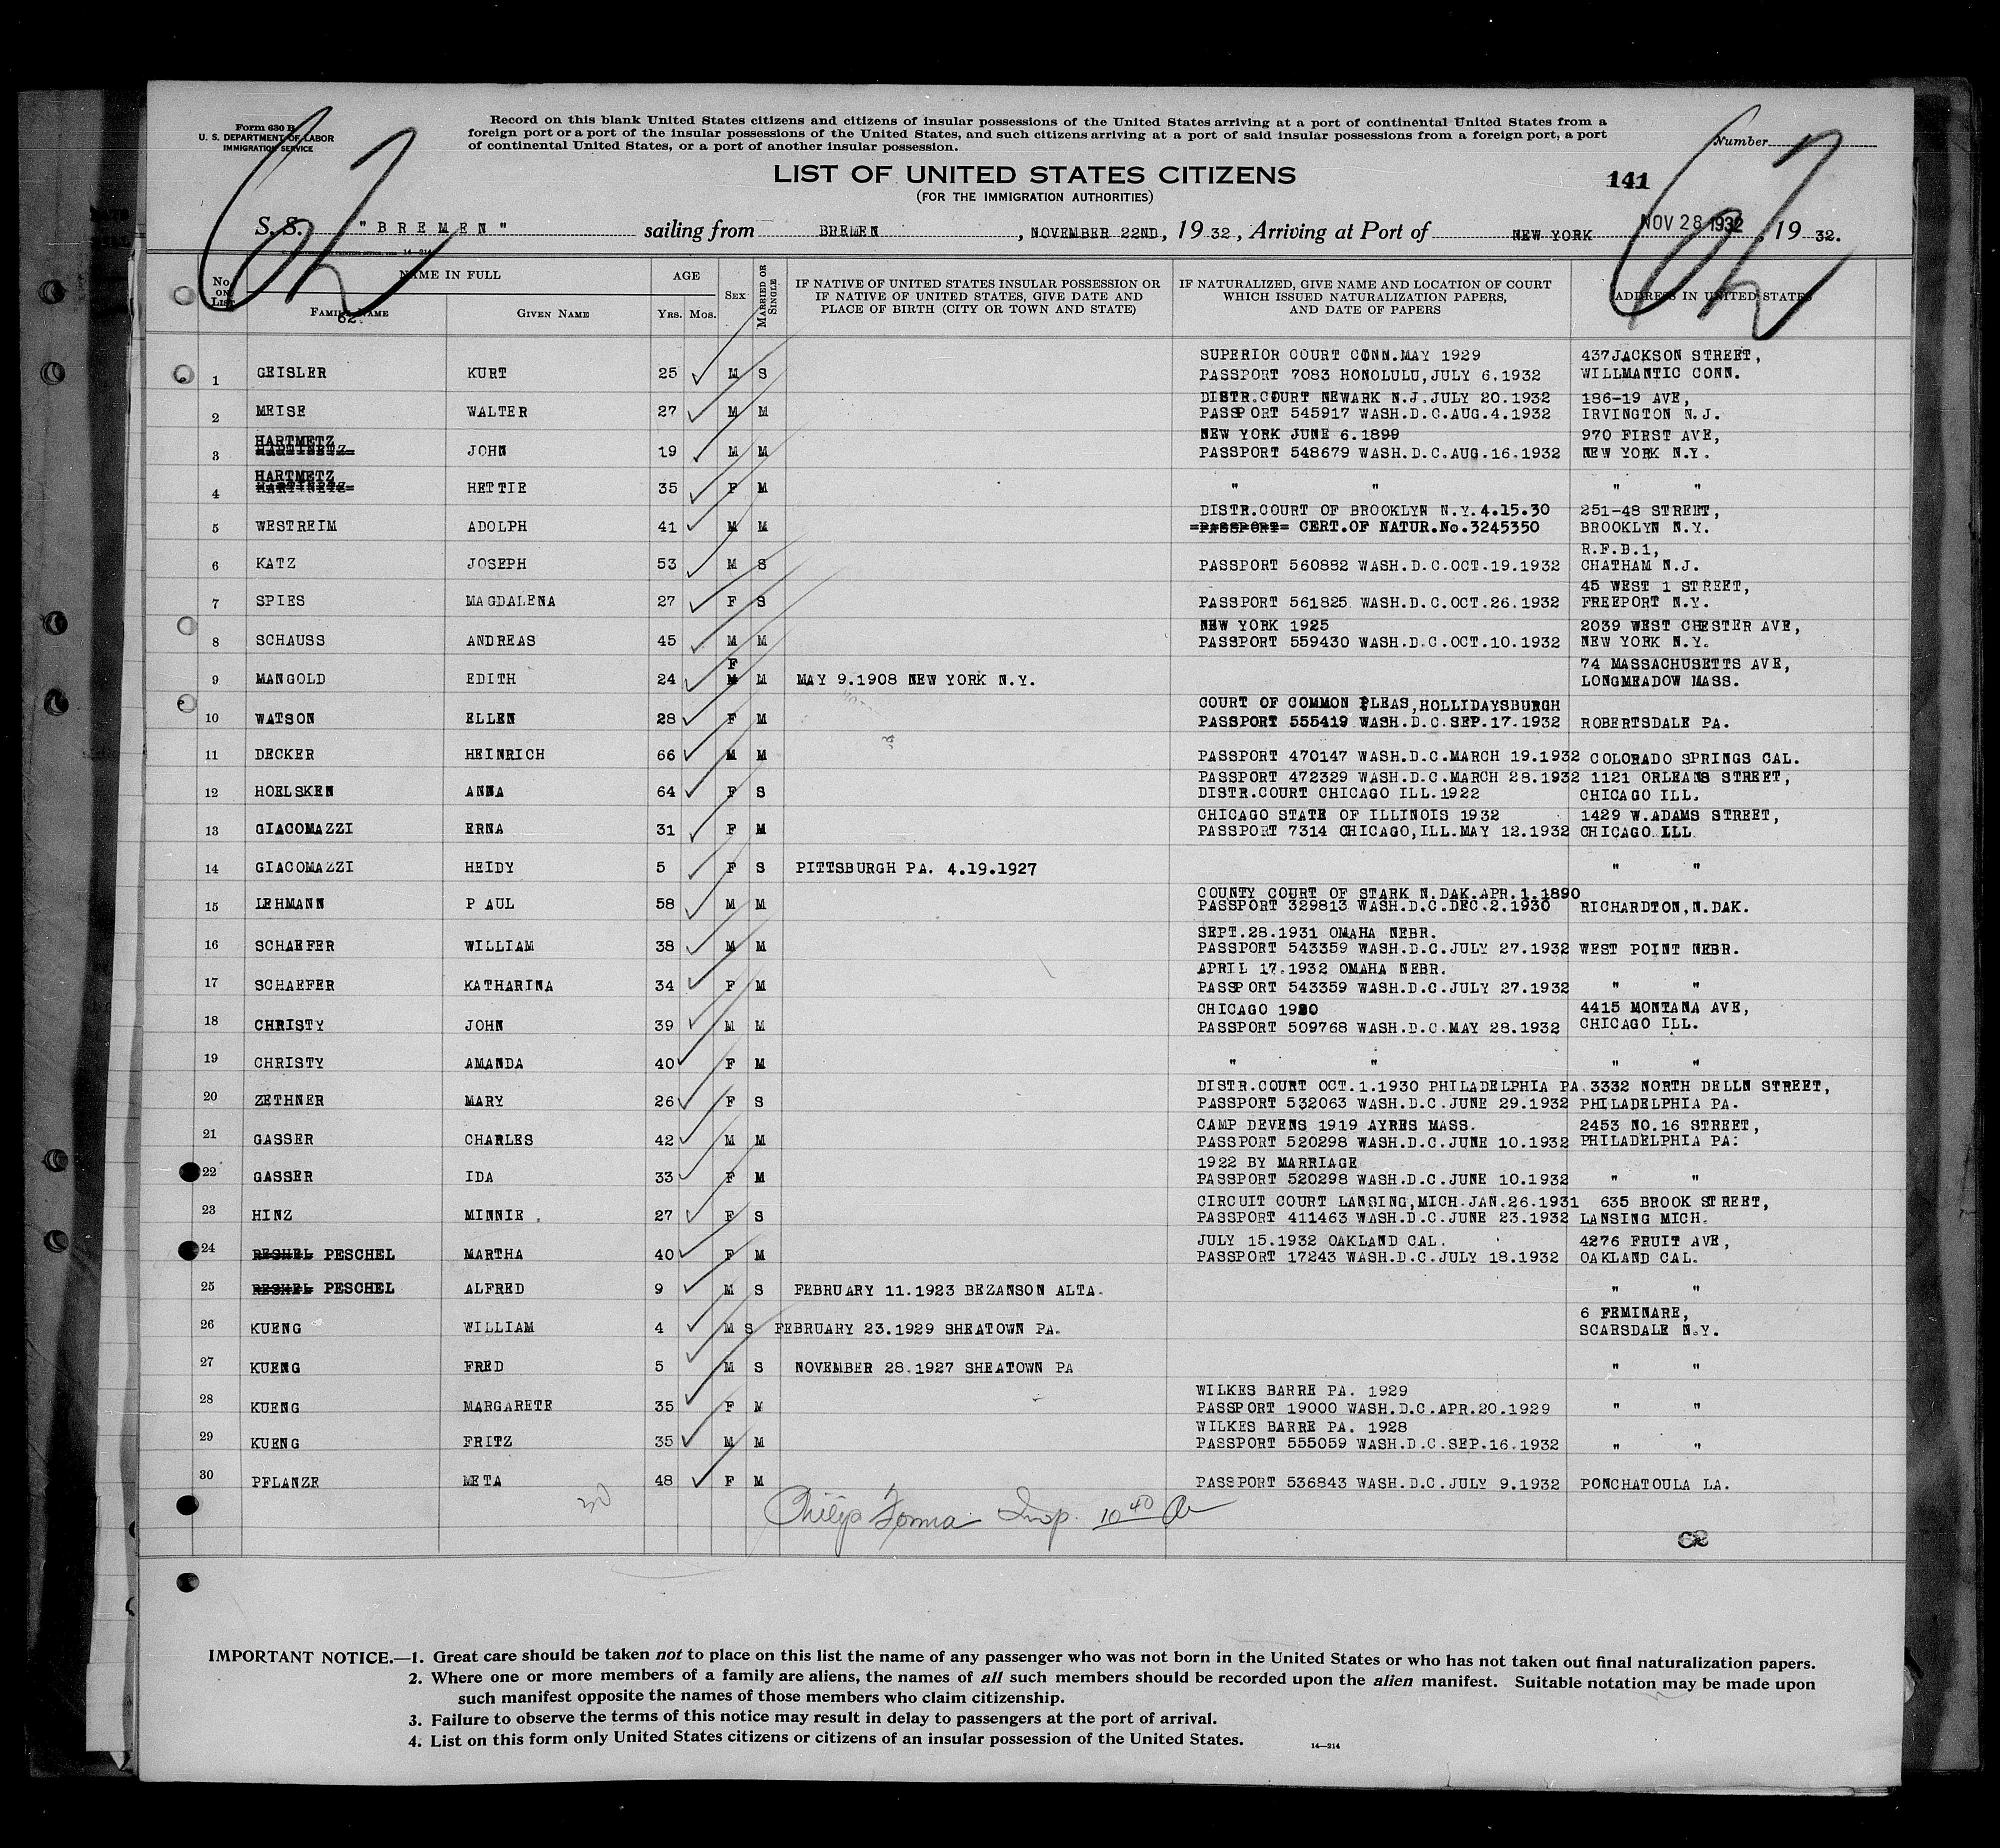 Form 630 B
U. S. DEPARTMENT OF LABOR
IMMIGRATION SERVICE
Record on this blank United States citizens and citizens of insular possessions of the United States arriving at a port of continental United States from a
foreign port or a port of the insular possessions of the United States, and such citizens arriving at a port of said insular possessions from a foreign port, a port
of continental United States, or a port of another insular possession.
Number
62
62
LIST OF UNITED STATES CITIZENS
141
(FOR THE IMMIGRATION AUTHORITIES)
S. S. "BREMEN" sailing from BREMEN, NOVEMBER 22ND, 19 32, Arriving at Port of NEW YORK NOV 28 1932, 19 32.
14—214
No. ON LIST NAME IN FULL AGE SEX MARRIED OR SINGLE IF NATIVE OF UNITED STATES INSULAR POSSESSION OR IF NATIVE OF UNITED STATES, GIVE DATE AND PLACE OF BIRTH (CITY OR TOWN AND STATE) IF NATURALIZED, GIVE NAME AND LOCATION OF COURT WHICH ISSUED NATURALIZATION PAPERS, AND DATE OF PAPERS ADDRESS IN UNITED STATES
FAMILY NAME GIVEN NAME YRS. MOS.
62.
SUPERIOR COURT CONN.MAY 1929 437 JACKSON STREET,
1 GEISLER KURT 25 M S PASSPORT 7083 HONOLULU,JULY 6.1932 WILLMANTIC CONN.
DISTR.COURT NEWARK N.J.JULY 20.1932 186-19 AVE,
2 MEISE WALTER 27 M M PASSPORT 545917 WASH.D.C.AUG.4.1932 IRVINGTON N.J.
HARTMETZ NEW YORK JUNE 6.1899 970 FIRST AVE,
3 HARTINETZ JOHN 19 M M PASSPORT 548679 WASH.D.C.AUG.16.1932 NEW YORK N.Y.
HARTMETZ
4 HARTINETZ HETTIE 35 F M " " " "
DISTR.COURT OF BROOKLYN N.Y.4.15.30 251-48 STREET,
5 WESTREIM ADOLPH 41 M M =PASSPORT= CERT.OF NATUR.No.3245350 BROOKLYN N.Y.
R.F.D.1,
6 KATZ JOSEPH 53 M S PASSPORT 560882 WASH.D.C.OCT.19.1932 CHATHAM N.J.
45 WEST 1 STREET,
7 SPIES MAGDALENA 27 F S PASSPORT 561825 WASH.D.C.OCT.26.1932 FREEPORT N.Y.
NEW YORK 1925 2039 WEST CHESTER AVE,
8 SCHAUSS ANDREAS 45 M M PASSPORT 559430 WASH.D.C.OCT.10.1932 NEW YORK N.Y.
F 74 MASSACHUSETTS AVE,
9 MANGOLD EDITH 24 M M MAY 9.1908 NEW YORK N.Y. LONGMEADOW MASS.
COURT OF COMMON PLEAS,HOLLIDAYSBURGH
10 WATSON ELLEN 28 F M PASSPORT 555419 WASH.D.C.SEP.17.1932 ROBERTSDALE PA.
11 DECKER HEINRICH 66 M M PASSPORT 470147 WASH.D.C.MARCH 19.1932 COLORADO SPRINGS CAL.
PASSPORT 472329 WASH.D.C.MARCH 28.1932 1121 ORLEANS STREET,
12 HOELSKEN ANNA 64 F S DISTR.COURT CHICAGO ILL.1922 CHICAGO ILL.
CHICAGO STATE OF ILLINOIS 1932 1429 W.ADAMS STREET,
13 GIACOMAZZI ERNA 31 F M PASSPORT 7314 CHICAGO,ILL.MAY 12.1932 CHICAGO ILL
14 GIACOMAZZI HEIDY 5 F S PITTSBURGH PA. 4.19.1927 " "
COUNTY COURT OF STARK N.DAK.APR.1.1890
15 LEHMANN PAUL 58 M M PASSPORT 329813 WASH.D.C.DEC.2.1930 RICHARDTON,N.DAK.
SEPT.28.1931 OMAHA NEBR.
16 SCHAEFER WILLIAM 38 M M PASSPORT 543359 WASH.D.C.JULY 27.1932 WEST POINT NEBR.
APRIL 17.1932 OMAHA NEBR.
17 SCHAEFER KATHARINA 34 F M PASSPORT 543359 WASH.D.C.JULY 27.1932 " "
CHICAGO 1920 4415 MONTANA AVE,
18 CHRISTY JOHN 39 M M PASSPORT 509768 WASH.D.C.MAY 28.1932 CHICAGO ILL.
19 CHRISTY AMANDA 40 F M " " " "
DISTR.COURT OCT.1.1930 PHILADELPHIA PA. 3332 NORTH DELLN STREET,
20 ZETHNER MARY 26 F S PASSPORT 532063 WASH.D.C.JUNE 29.1932 PHILADELPHIA PA.
CAMP DEVENS 1919 AYRES MASS. 2453 NO.16 STREET,
21 GASSER CHARLES 42 M M PASSPORT 520298 WASH.D.C.JUNE 10.1932 PHILADELPHIA PA.
1922 BY MARRIAGE
22 GASSER IDA 33 F M PASSPORT 520298 WASH.D.C.JUNE 10.1932 " "
CIRCUIT COURT LANSING,MICH.JAN.26.1931 635 BROOK STREET,
23 HINZ MINNIE 27 F S PASSPORT 411463 WASH.D.C.JUNE 23.1932 LANSING MICH.
JULY 15.1932 OAKLAND CAL. 4276 FRUIT AVE,
24 RESHEL PESCHEL MARTHA 40 F M PASSPORT 17243 WASH.D.C.JULY 18.1932 OAKLAND CAL.
25 RESHEL PESCHEL ALFRED 9 M S FEBRUARY 11.1923 BEZANSON ALTA. " "
6 FEMINARE,
26 KUENG WILLIAM 4 M S FEBRUARY 23.1929 SHEATOWN PA. SCARSDALE N.Y.
27 KUENG FRED 5 M S NOVEMBER 28.1927 SHEATOWN PA " "
WILKES BARRE PA. 1929
28 KUENG MARGARETE 35 F M PASSPORT 19000 WASH.D.C.APR.20.1929 " "
WILKES BARRE PA. 1928
29 KUENG FRITZ 35 M M PASSPORT 555059 WASH.D.C.SEP.16.1932 " "
30 PFLANZE META 48 F M PASSPORT 536843 WASH.D.C.JULY 9.1932 PONCHATOULA LA.
Philip Insp. 10 40
IMPORTANT NOTICE.—1. Great care should be taken not to place on this list the name of any passenger who was not born in the United States or who has not taken out final naturalization papers.
2. Where one or more members of a family are aliens, the names of all such members should be recorded upon the alien manifest. Suitable notation may be made upon
such manifest opposite the names of those members who claim citizenship.
3. Failure to observe the terms of this notice may result in delay to passengers at the port of arrival.
4. List on this form only United States citizens or citizens of an insular possession of the United States.
14—214